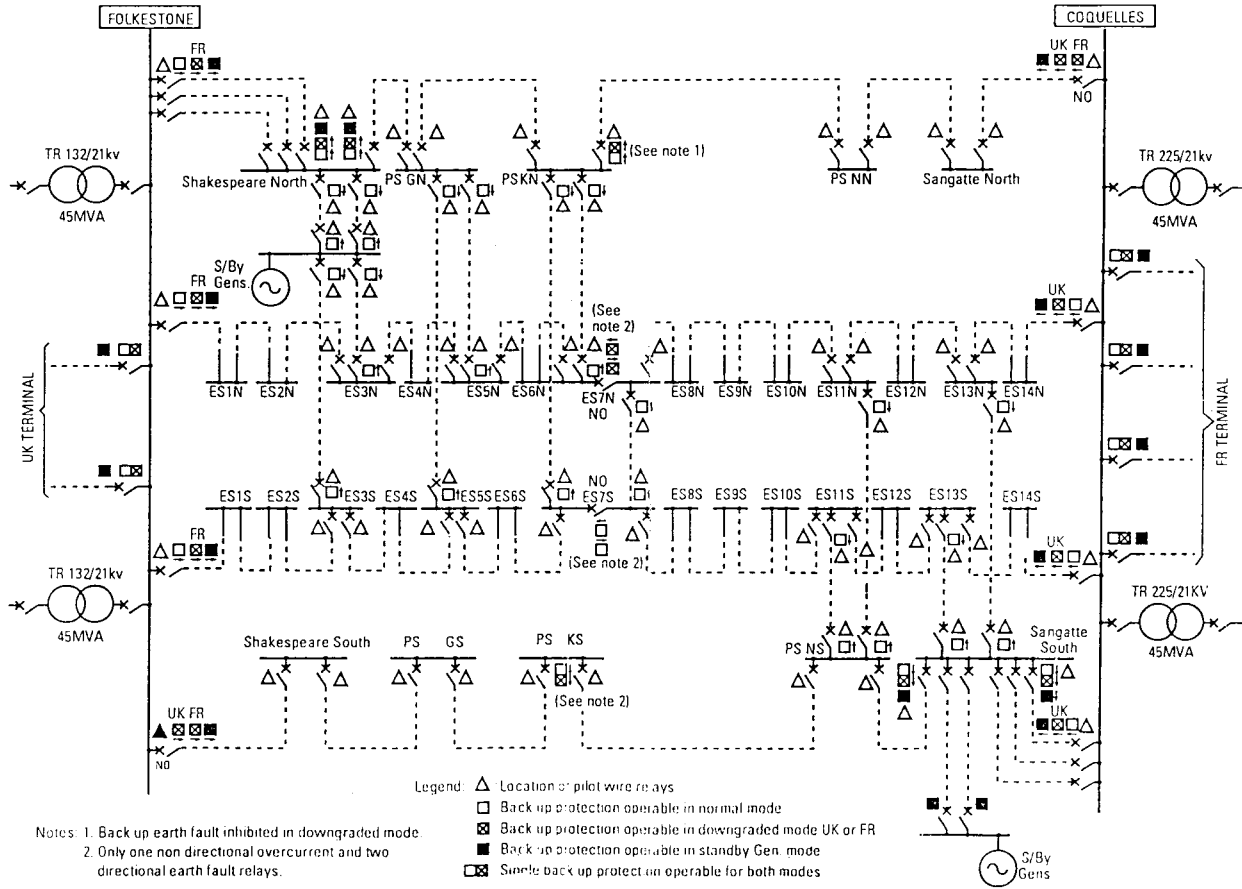 FOLKESTONE
COQUELLES
FR
UK FR
NO
TR 132/21kv
45MVA
Shakespeare North
PS GN
PS KN
(See note 1)
PS NN
Sangatte North
TR 225/21kv
45MVA
S/By
Gens.
FR
UK
(See
note 2)
ES1N
ES2N
ES3N
ES4N
ES5N
ES6N
ES7N
NO
ES8N
ES9N
ES10N
ES11N
ES12N
ES13N
ES14N
UK TERMINAL
FR TERMINAL
ES1S
ES2S
ES3S
ES4S
ES5S
ES6S
NO
ES7S
ES8S
ES9S
ES10S
ES11S
ES12S
ES13S
ES14S
(See note 2)
FR
UK
TR 132/21kv
45MVA
TR 225/21KV
45MVA
Shakespeare South
PS GS
PS KS
(See note 2)
PS NS
Sangatte
South
UK
UK FR
NO
Legend: Location of pilot wire relays
Back up protection operable in normal mode
Back up protection operable in downgraded mode UK or FR
Back up protection operable in standby Gen. mode
Single back up protection operable for both modes
Notes: 1. Back up earth fault inhibited in downgraded mode.
2. Only one non directional overcurrent and two
directional earth fault relays.
S/By
Gens